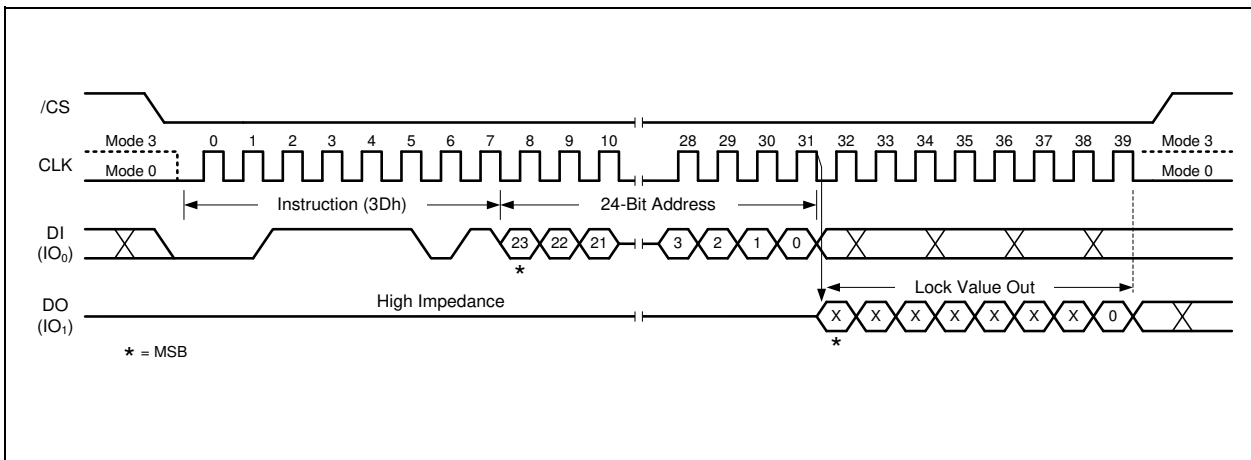 /CS
Mode 3 0 1 2 3 4 5 6 7 8 9 10 28 29 30 31 32 33 34 35 36 37 38 39 Mode 3
CLK
Mode 0 Mode 0
Instruction (3Dh) 24-Bit Address
DI
(IO₀)
23 22 21 3 2 1 0
*
Lock Value Out
High Impedance
DO
(IO₁)
X X X X X X X 0
*
* = MSB